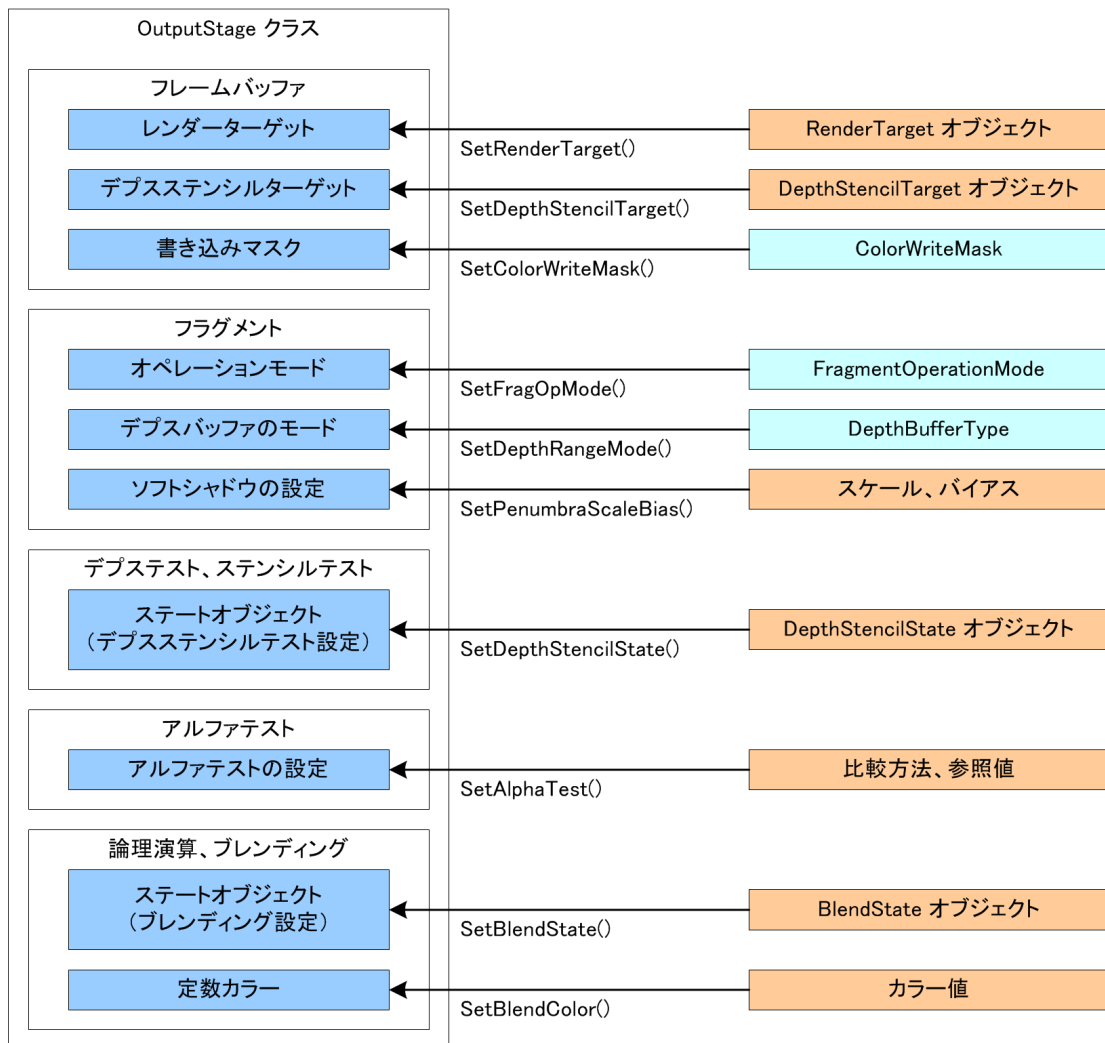 OutputStage クラス
フレームバッファ
レンダーターゲット
SetRenderTarget()
RenderTarget オブジェクト
デプスステンシルターゲット
SetDepthStencilTarget()
DepthStencilTarget オブジェクト
書き込みマスク
SetColorWriteMask()
ColorWriteMask
フラグメント
オペレーションモード
SetFragOpMode()
FragmentOperationMode
デプスバッファのモード
SetDepthRangeMode()
DepthBufferType
ソフトシャドウの設定
SetPenumbraScaleBias()
スケール、バイアス
デプステスト、ステンシルテスト
ステートオブジェクト
（デプスステンシルテスト設定）
SetDepthStencilState()
DepthStencilState オブジェクト
アルファテスト
アルファテストの設定
SetAlphaTest()
比較方法、参照値
論理演算、ブレンディング
ステートオブジェクト
（ブレンディング設定）
SetBlendState()
BlendState オブジェクト
定数カラー
SetBlendColor()
カラー値